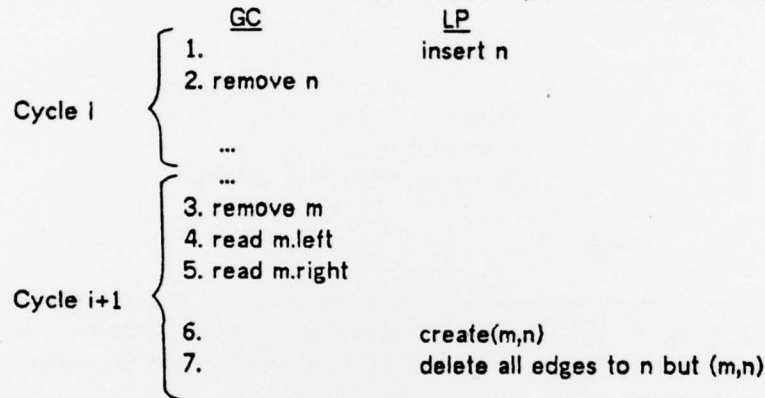 GC LP
1. insert n
2. remove n
Cycle i
...
...
3. remove m
4. read m.left
5. read m.right
Cycle i+1
6. create(m,n)
7. delete all edges to n but (m,n)